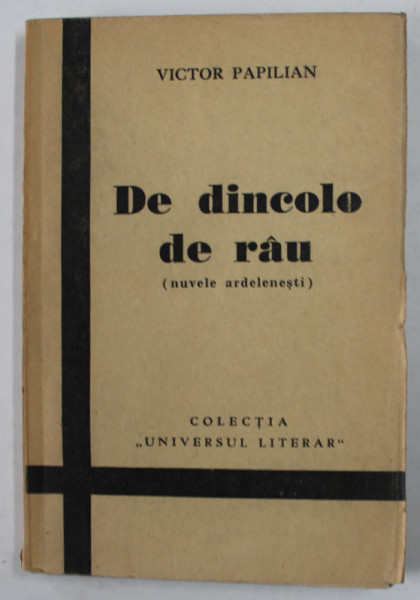 VICTOR PAPILIAN
De dincolo
de râu
(nuvele ardelenești)
COLECȚIA
„UNIVERSUL LITERAR“